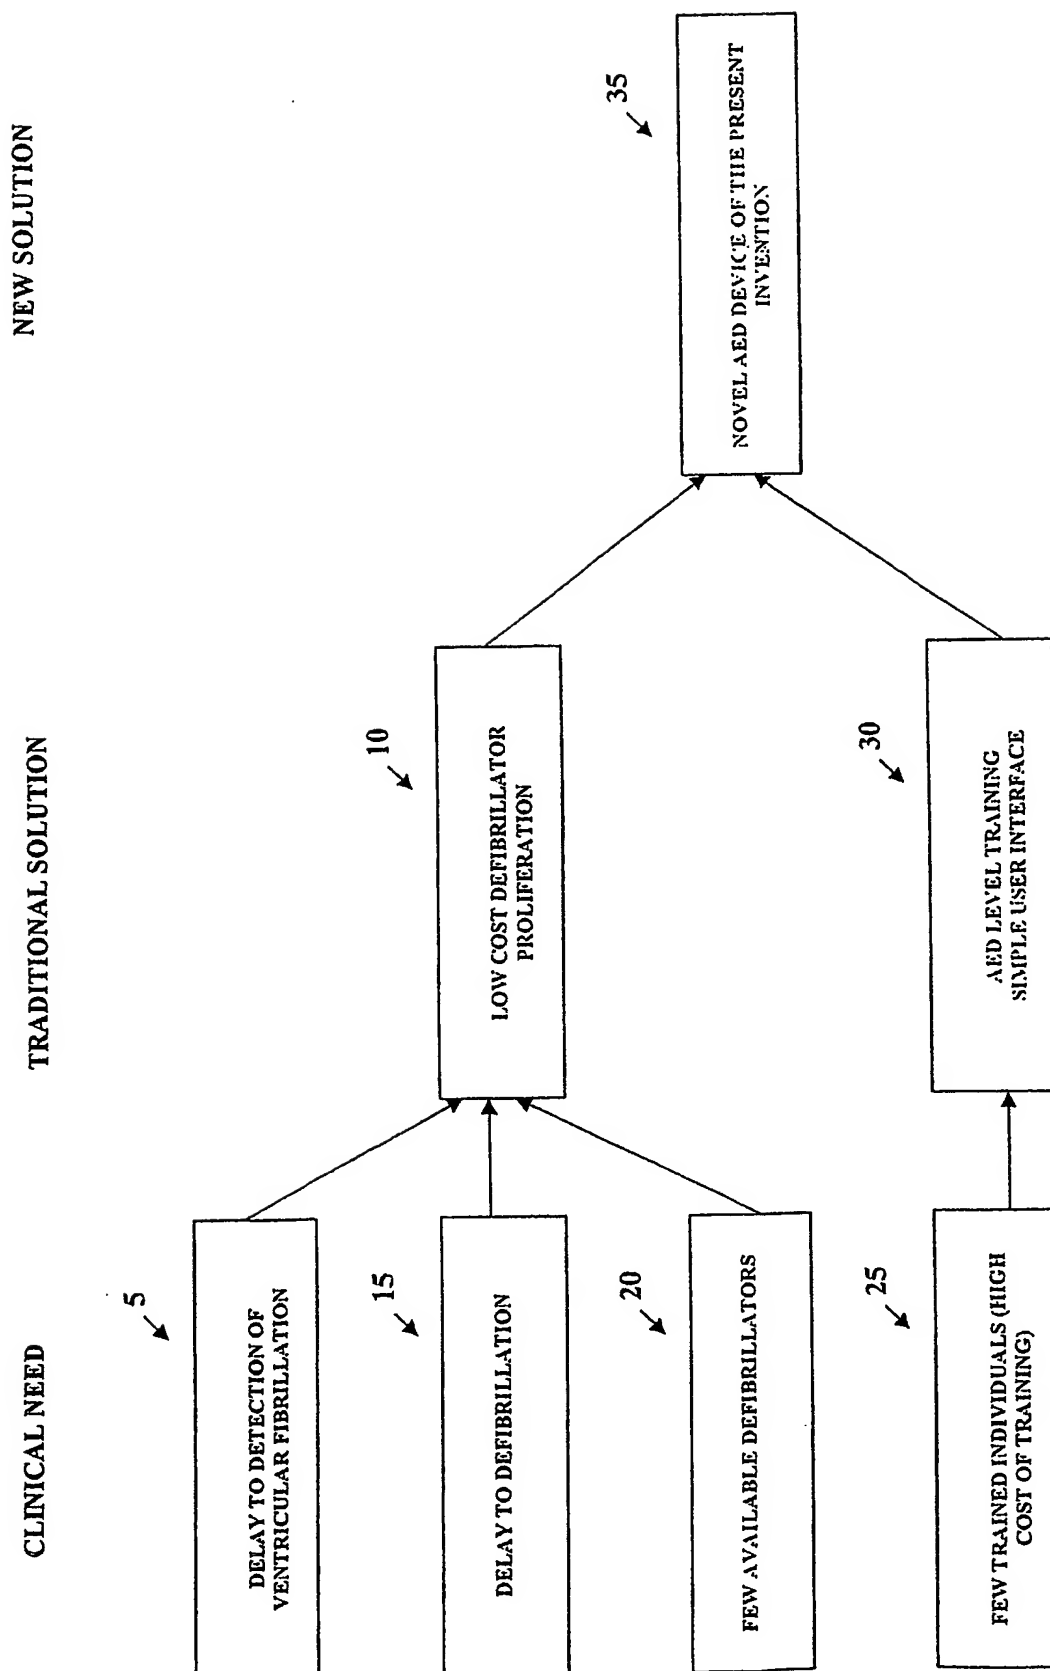 CLINICAL NEED
TRADITIONAL SOLUTION
NEW SOLUTION
5
DELAY TO DETECTION OF
VENTRICULAR FIBRILLATION
15
DELAY TO DEFIBRILLATION
20
FEW AVAILABLE DEFIBRILLATORS
25
FEW TRAINED INDIVIDUALS (HIGH
COST OF TRAINING)
10
LOW COST DEFIBRILLATOR
PROLIFERATION
30
AED LEVEL TRAINING
SIMPLE USER INTERFACE
35
NOVEL AED DEVICE OF THE PRESENT
INVENTION